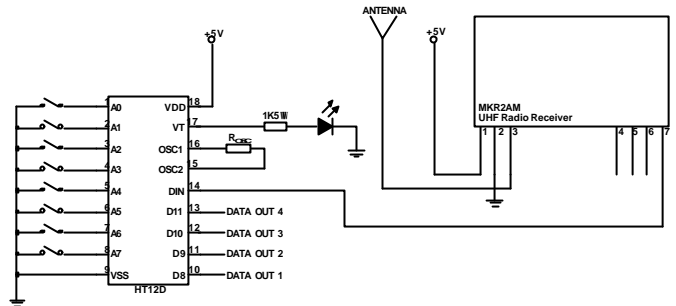 ANTENNA
+5V
+5V
MKR2AM
UHF Radio Receiver
1 2 3 4 5 6 7
1K5
1 A0 VDD 18
2 A1 VT 17
3 A2 OSC1 16
4 A3 OSC2 15
5 A4 DIN 14
6 A5 D11 13 DATA OUT 4
7 A6 D10 12 DATA OUT 3
8 A7 D9 11 DATA OUT 2
9 VSS D8 10 DATA OUT 1
HT12D